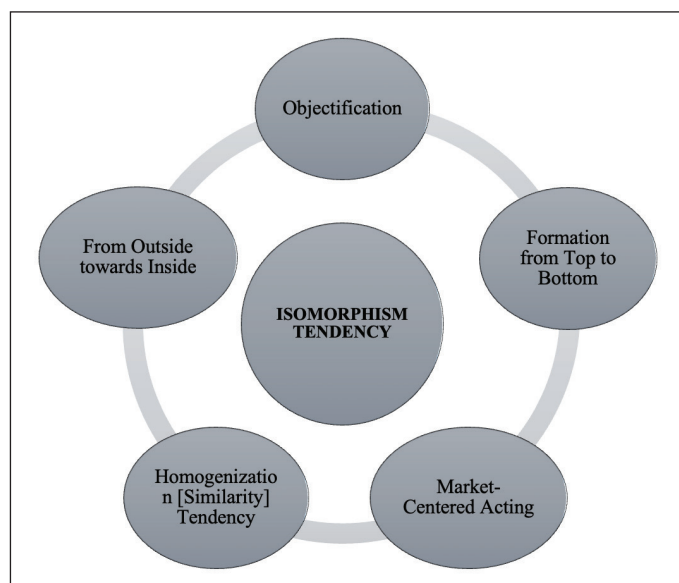 Objectification
From Outside
towards Inside
Formation
from Top to
Bottom
ISOMORPHISM
TENDENCY
Homogenizatio
n [Similarity]
Tendency
Market-
Centered Acting